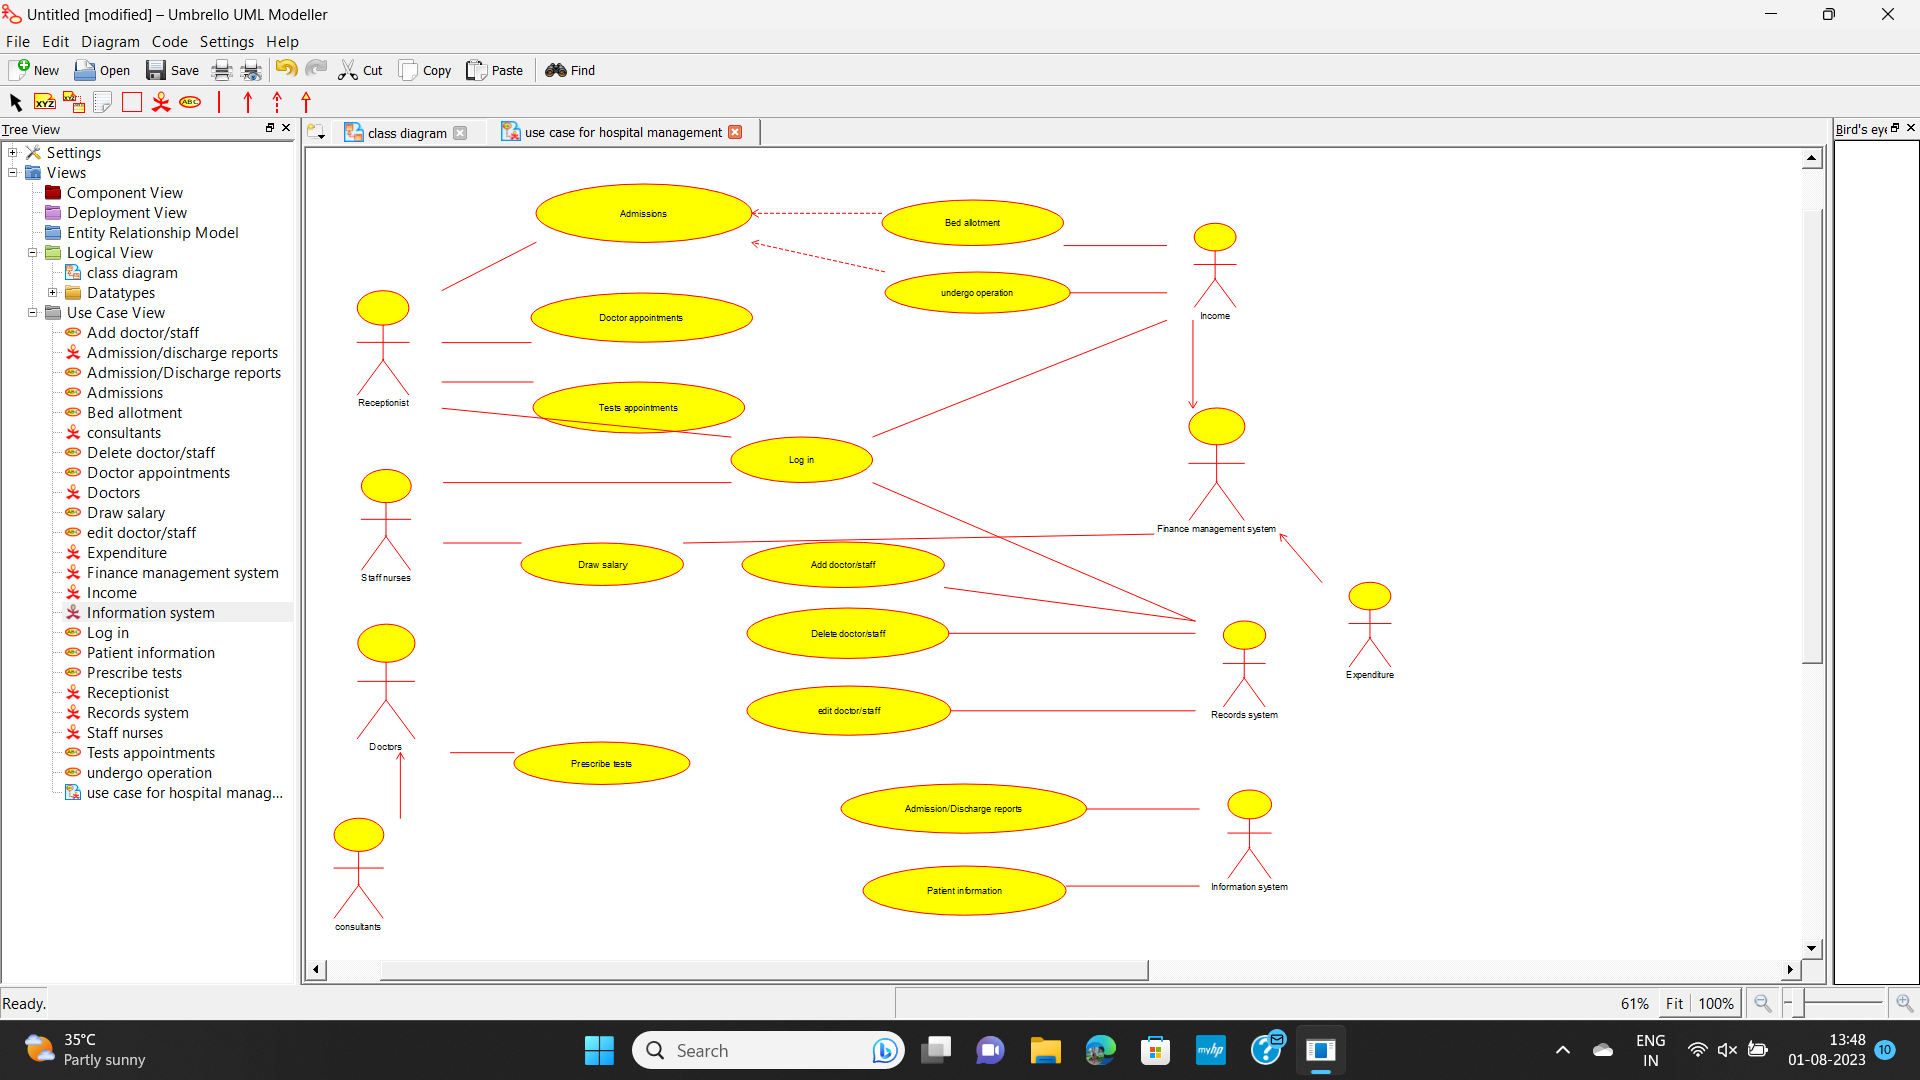 Untitled [modified] – Umbrello UML Modeller
File Edit Diagram Code Settings Help
New Open Save Cut Copy Paste Find
XYZ XYZ ABC
Tree View
class diagram
use case for hospital management
Bird's eye
Settings
Views
Component View
Deployment View
Entity Relationship Model
Logical View
class diagram
Datatypes
Use Case View
Add doctor/staff
Admission/discharge reports
Admission/Discharge reports
Admissions
Bed allotment
consultants
Delete doctor/staff
Doctor appointments
Doctors
Draw salary
edit doctor/staff
Expenditure
Finance management system
Income
Information system
Log in
Patient information
Prescribe tests
Receptionist
Records system
Staff nurses
Tests appointments
undergo operation
use case for hospital manag...
Admissions
Bed allotment
undergo operation
Income
Doctor appointments
Receptionist
Tests appointments
Log in
Staff nurses
Finance management system
Draw salary
Add doctor/staff
Delete doctor/staff
Expenditure
edit doctor/staff
Records system
Doctors
Prescribe tests
Admission/Discharge reports
Information system
Patient information
consultants
Ready.
61% Fit 100%
35°C
Partly sunny
Search
myhp
ENG
IN
13:48
01-08-2023
10